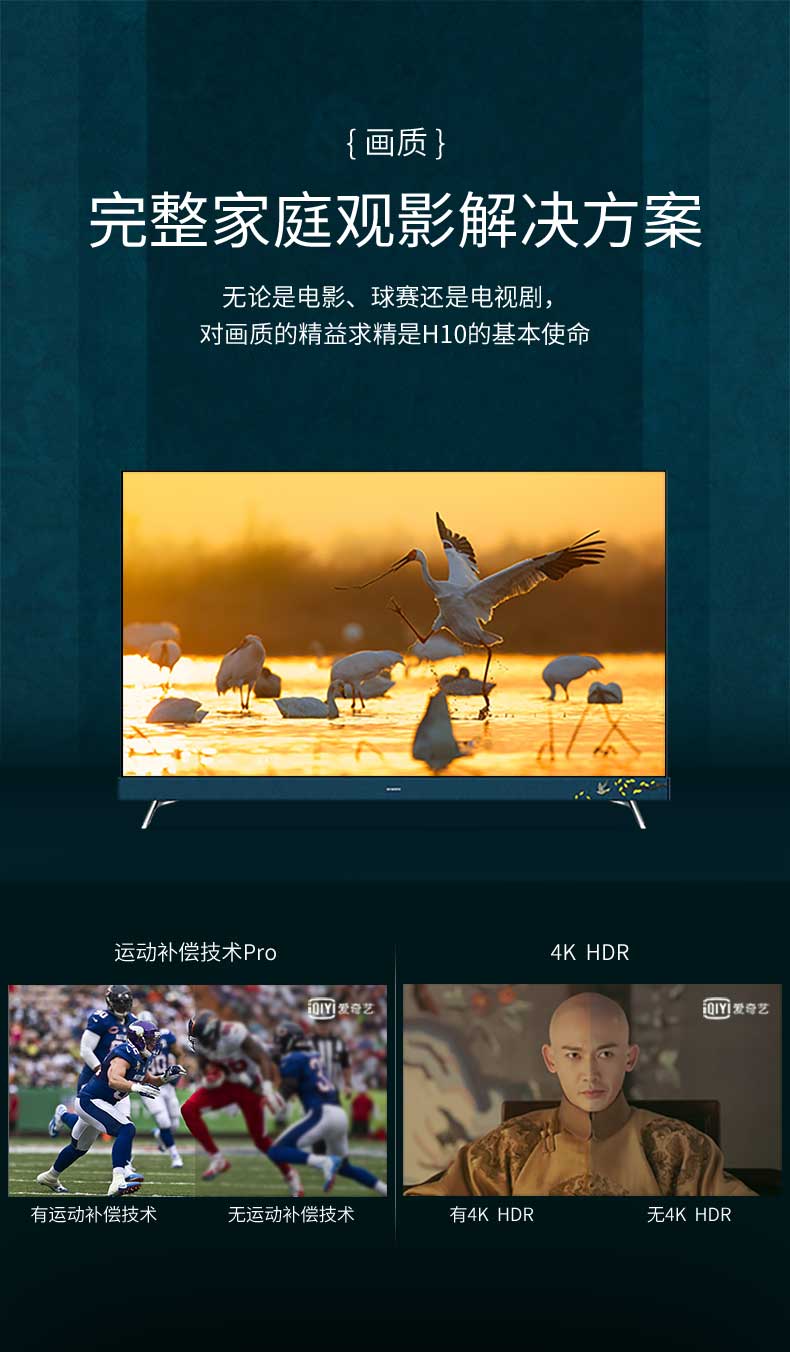 { 画质 }
完整家庭观影解决方案
无论是电影、球赛还是电视剧，
对画质的精益求精是H10的基本使命
运动补偿技术Pro
4K HDR
iQIYI 爱奇艺
iQIYI 爱奇艺
有运动补偿技术
无运动补偿技术
有4K HDR
无4K HDR